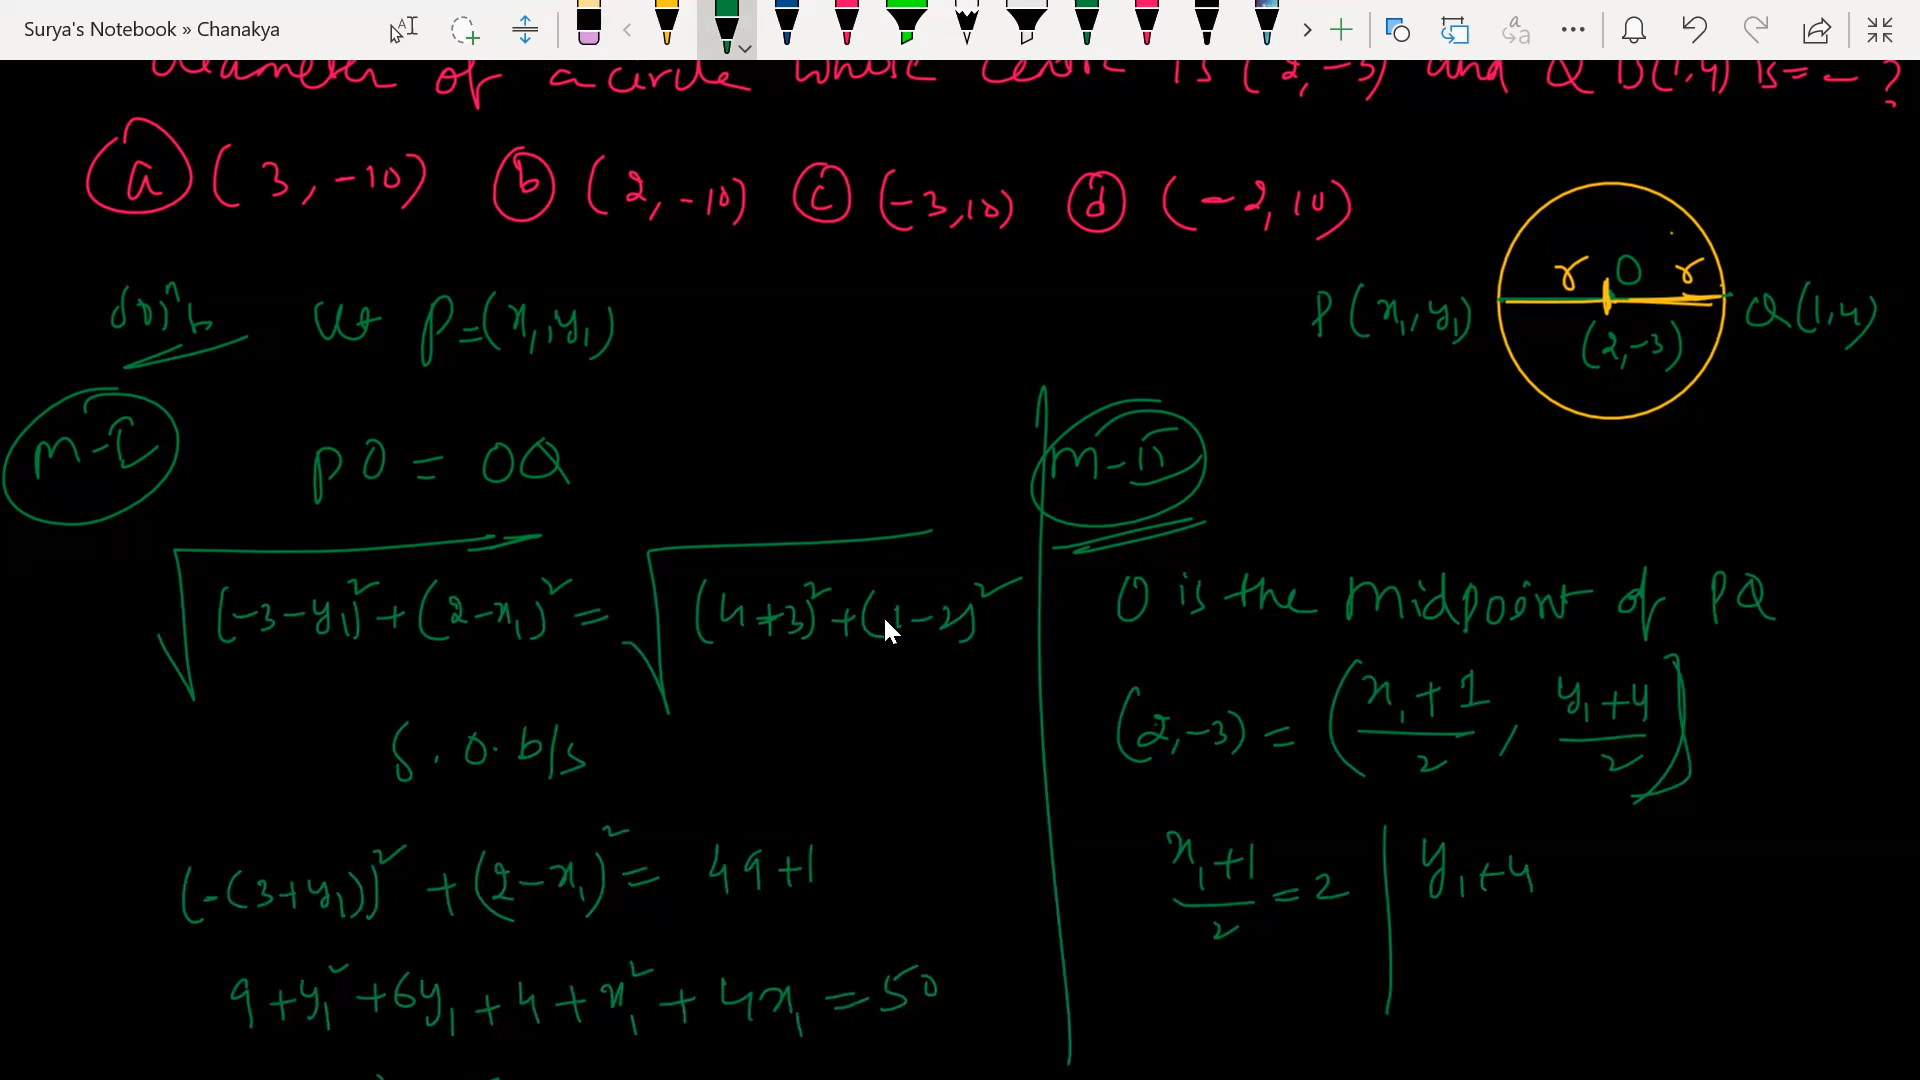 Surya's Notebook » Chanakya
diameter of a circle whose centre is (2,-3) and Q is (1,4) is = - ?
(a) (3, -10) (b) (2, -10) (c) (-3, 10) (d) (-2, 10)
P(x₁, y₁) r O r Q(1,4)
(2,-3)
let P=(x₁, y₁)
M-I PO = OQ
√(-3-y₁)²+(2-x₁)² = √(4+3)²+(1-2)²
S.O.b/s
(-(3+y₁))² + (2-x₁)² = 49+1
9+y₁²+6y₁+4+x₁²+4x₁ = 50
M-II
O is the midpoint of PQ
(2,-3) = (x₁+1/2, y₁+4/2)
x₁+1/2 = 2 | y₁+4